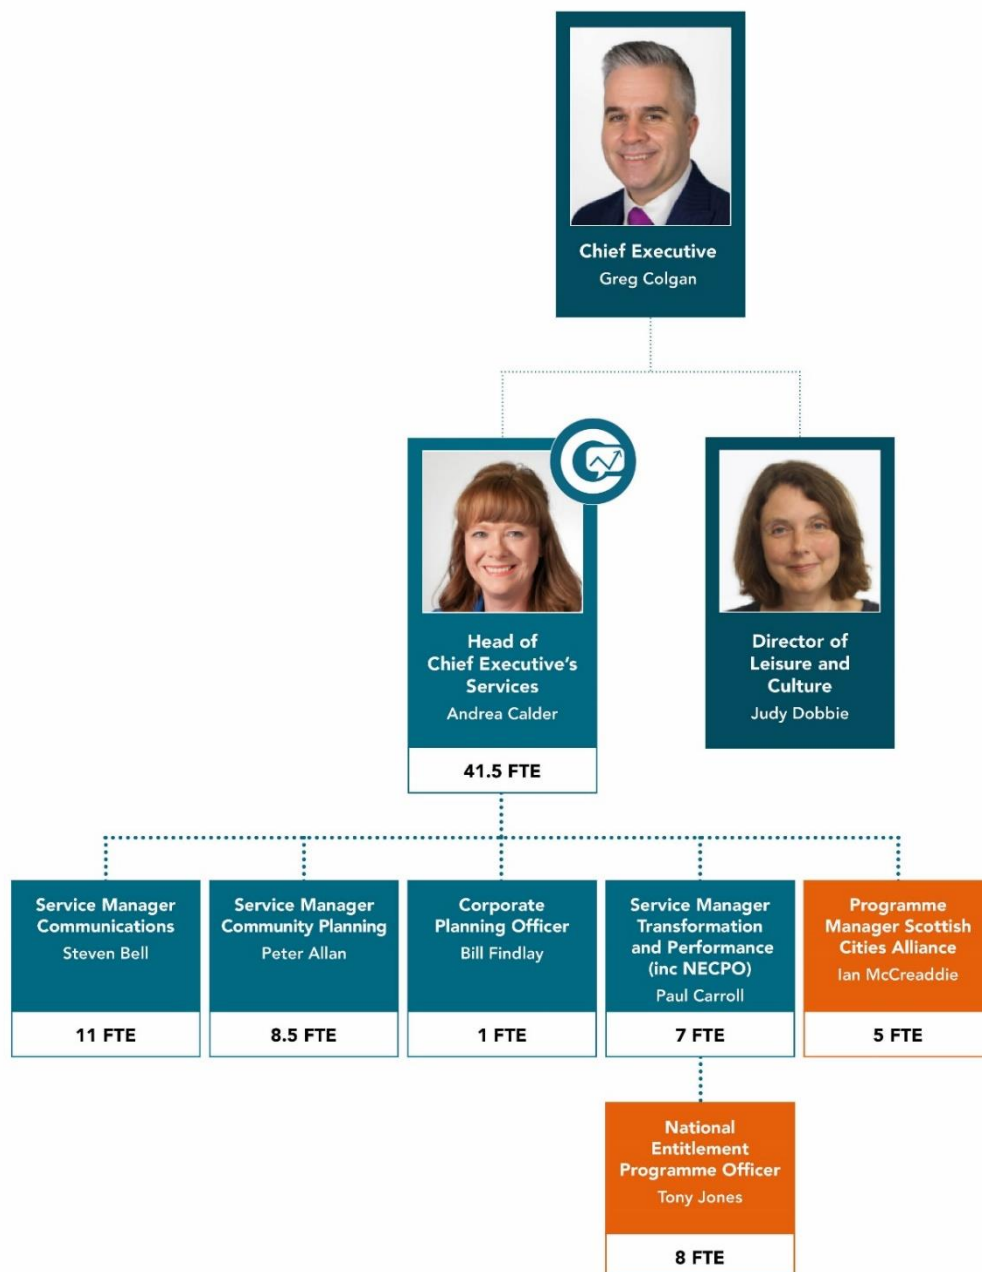 Chief Executive
Greg Colgan
Head of
Chief Executive's
Services
Andrea Calder
41.5 FTE
Director of
Leisure and
Culture
Judy Dobbie
Service Manager
Communications
Steven Bell
11 FTE
Service Manager
Community Planning
Peter Allan
8.5 FTE
Corporate
Planning Officer
Bill Findlay
1 FTE
Service Manager
Transformation
and Performance
(inc NECPO)
Paul Carroll
7 FTE
Programme
Manager Scottish
Cities Alliance
Ian McCreaddie
5 FTE
National
Entitlement
Programme Officer
Tony Jones
8 FTE